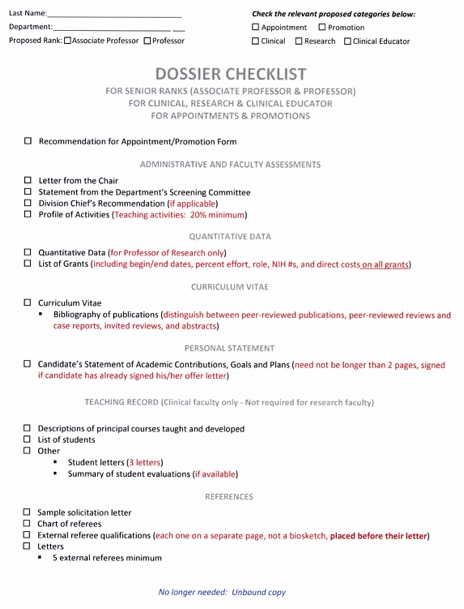 Last Name:
Check the relevant proposed categories below:
Department:
☐ Appointment ☐ Promotion
Proposed Rank: ☐Associate Professor ☐ Professor
☐ Clinical ☐ Research ☐ Clinical Educator
DOSSIER CHECKLIST
FOR SENIOR RANKS (ASSOCIATE PROFESSOR & PROFESSOR)
FOR CLINICAL, RESEARCH & CLINICAL EDUCATOR
FOR APPOINTMENTS & PROMOTIONS
☐ Recommendation for Appointment/Promotion Form
ADMINISTRATIVE AND FACULTY ASSESSMENTS
☐ Letter from the Chair
☐ Statement from the Department's Screening Committee
☐ Division Chief's Recommendation (if applicable)
☐ Profile of Activities (Teaching activities: 20% minimum)
QUANTITATIVE DATA
☐ Quantitative Data (for Professor of Research only)
☐ List of Grants (including begin/end dates, percent effort, role, NIH #s, and direct costs on all grants)
CURRICULUM VITAE
☐ Curriculum Vitae
▪ Bibliography of publications (distinguish between peer-reviewed publications, peer-reviewed reviews and
case reports, invited reviews, and abstracts)
PERSONAL STATEMENT
☐ Candidate's Statement of Academic Contributions, Goals and Plans (need not be longer than 2 pages, signed
if candidate has already signed his/her offer letter)
TEACHING RECORD (Clinical faculty only - Not required for research faculty)
☐ Descriptions of principal courses taught and developed
☐ List of students
☐ Other
▪ Student letters (3 letters)
▪ Summary of student evaluations (if available)
REFERENCES
☐ Sample solicitation letter
☐ Chart of referees
☐ External referee qualifications (each one on a separate page, not a biosketch, placed before their letter)
☐ Letters
▪ 5 external referees minimum
No longer needed: Unbound copy